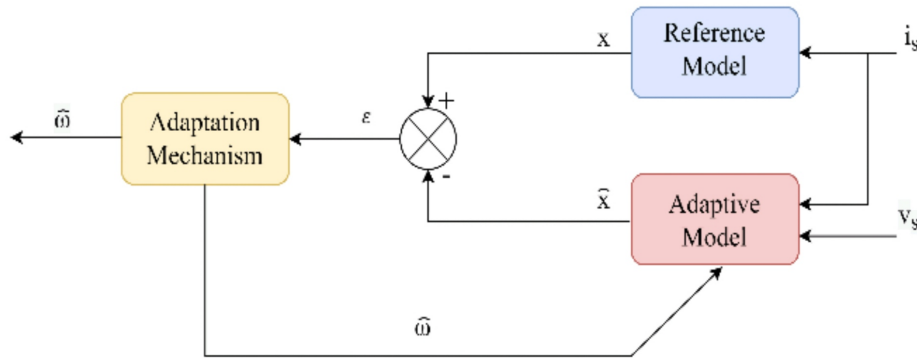 x
Reference
Model
i_s
+
ω̂
Adaptation
Mechanism
ε
-
x̂
Adaptive
Model
v_s
ω̂